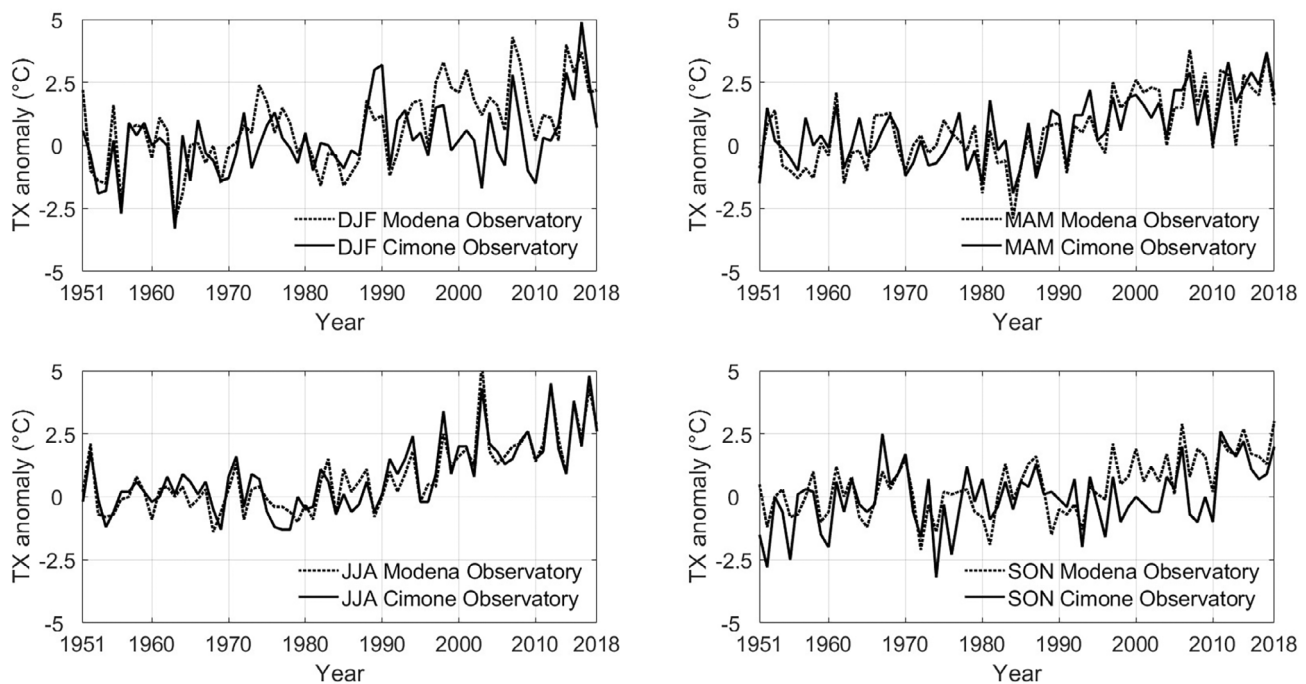 TX anomaly (°C)
5
2.5
0
-2.5
-5
DJF Modena Observatory
DJF Cimone Observatory
1951 1960 1970 1980 1990 2000 2010 2018
Year
TX anomaly (°C)
5
2.5
0
-2.5
-5
MAM Modena Observatory
MAM Cimone Observatory
1951 1960 1970 1980 1990 2000 2010 2018
Year
TX anomaly (°C)
5
2.5
0
-2.5
-5
JJA Modena Observatory
JJA Cimone Observatory
1951 1960 1970 1980 1990 2000 2010 2018
Year
TX anomaly (°C)
5
2.5
0
-2.5
-5
SON Modena Observatory
SON Cimone Observatory
1951 1960 1970 1980 1990 2000 2010 2018
Year